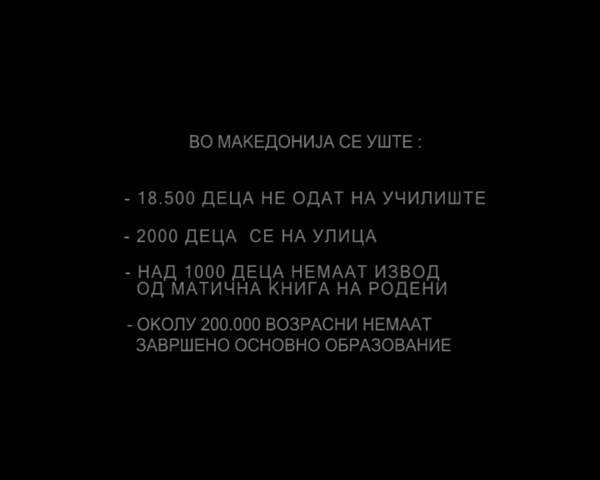 ВО МАКЕДОНИЈА СЕ УШТЕ :
- 18.500 ДЕЦА НЕ ОДАТ НА УЧИЛИШТЕ
- 2000 ДЕЦА СЕ НА УЛИЦА
- НАД 1000 ДЕЦА НЕМААТ ИЗВОД
ОД МАТИЧНА КНИГА НА РОДЕНИ
- ОКОЛУ 200.000 ВОЗРАСНИ НЕМААТ
ЗАВРШЕНО ОСНОВНО ОБРАЗОВАНИЕ